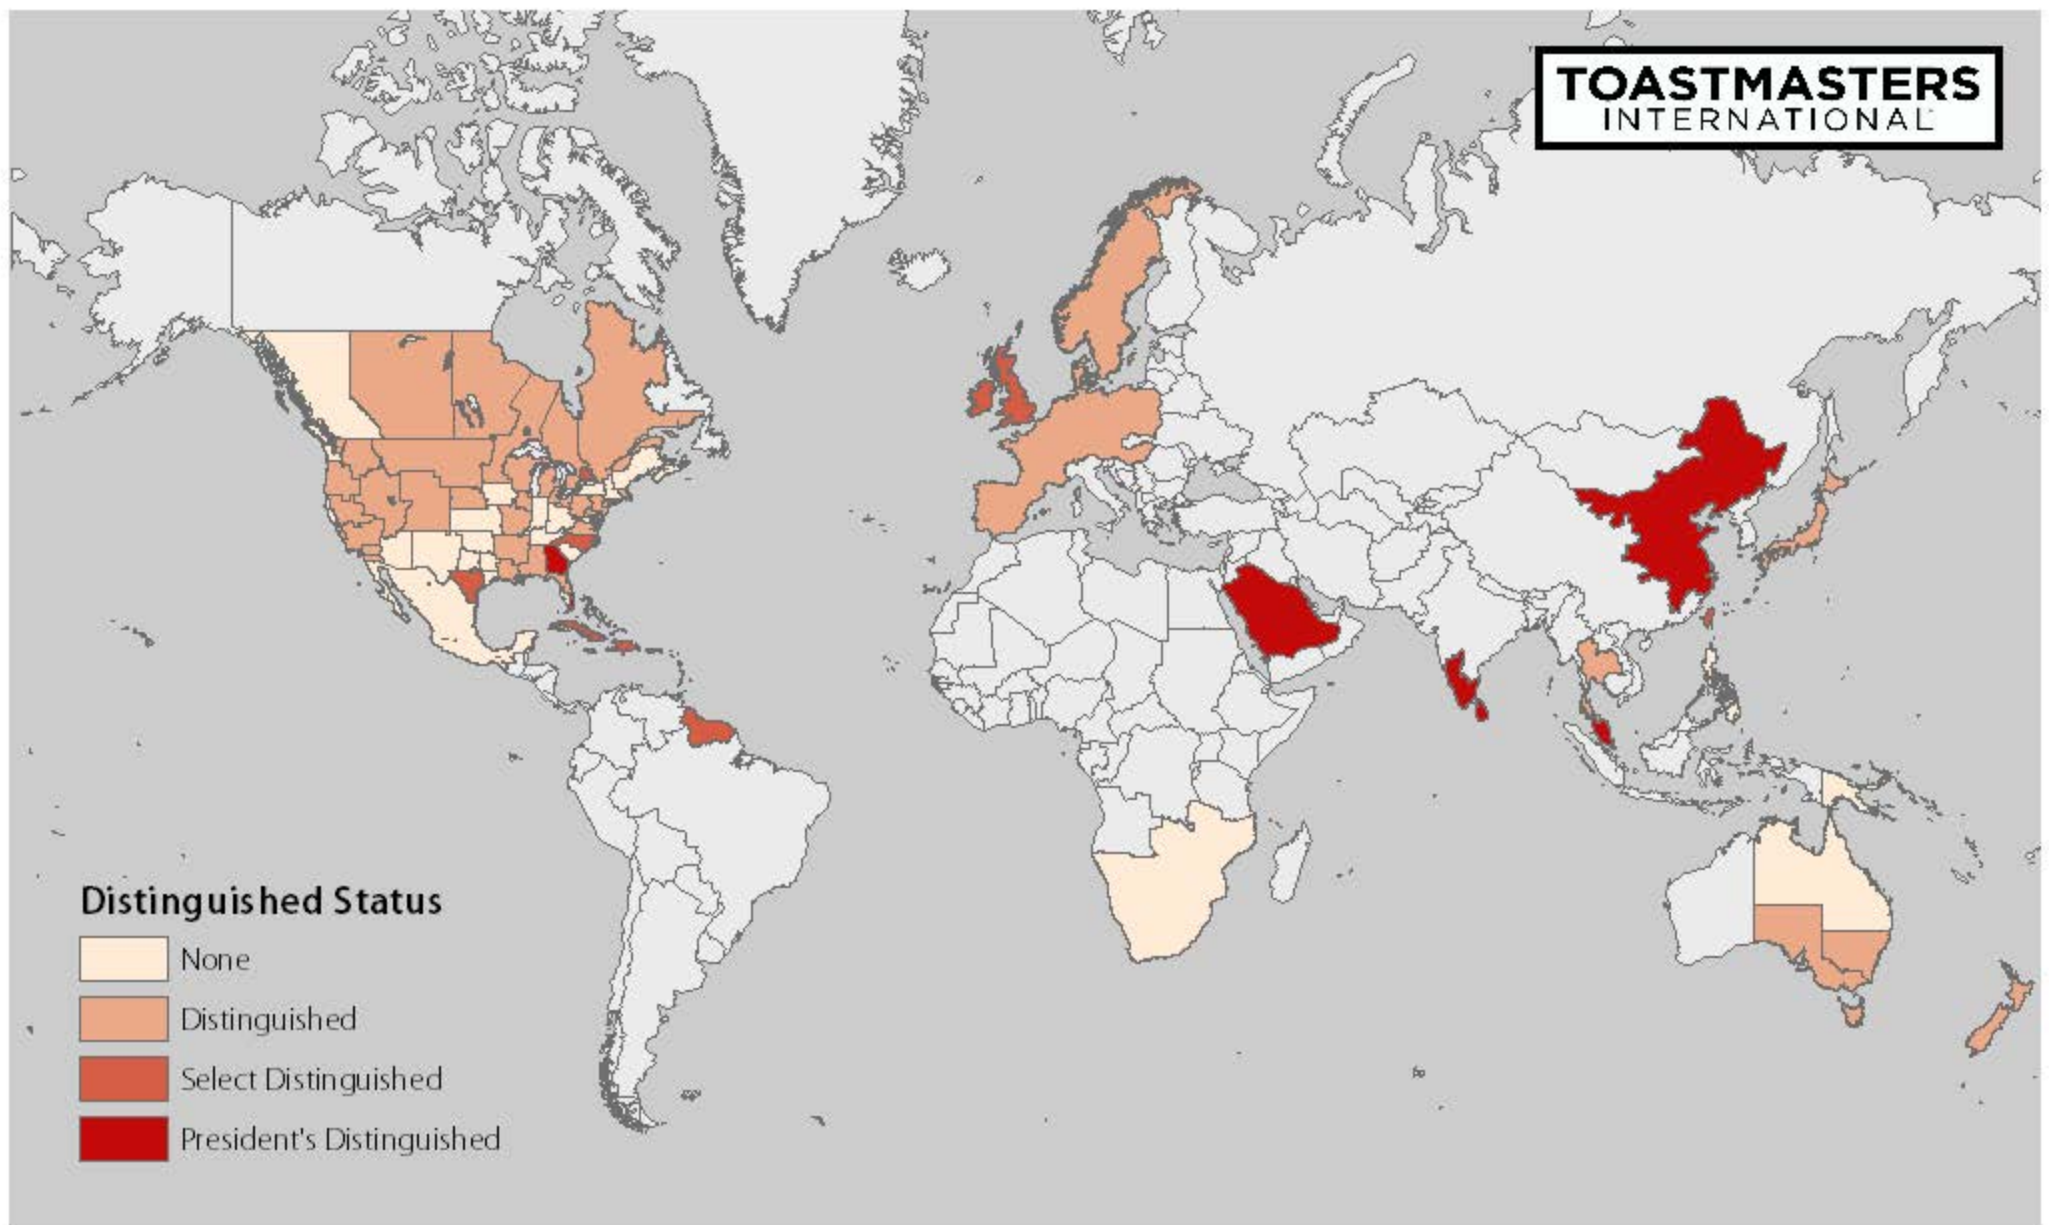 TOASTMASTERS
INTERNATIONAL
Distinguished Status
None
Distinguished
Select Distinguished
President's Distinguished